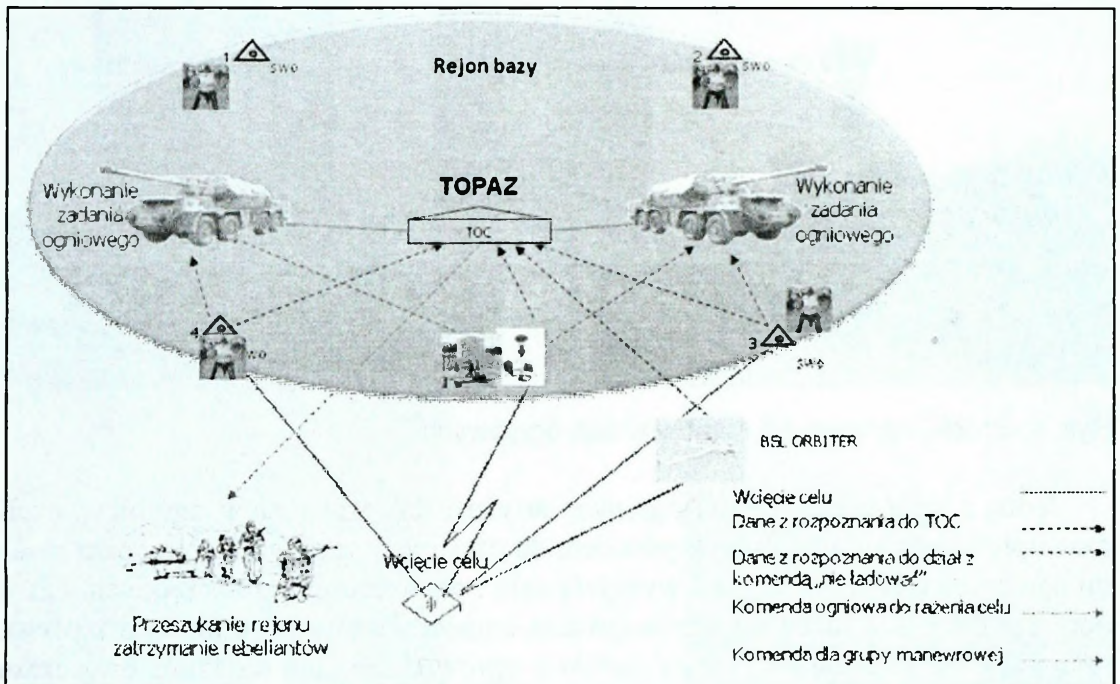 1
swo
Rejon bazy
2
swo
Wykonanie
zadania
ogniowego
TOPAZ
TOC
Wykonanie
zadania
ogniowego
4
swo
3
swo
BSL ORBITER
Wcięcie celu
Przeszukanie rejonu
zatrzymanie rebeliantów
Wcięcie celu
Dane z rozpoznania do TOC
Dane z rozpoznania do dział z
komendą „nie ładować”
Komenda ogniowa do rażenia celu
Komenda dla grupy manewrowej